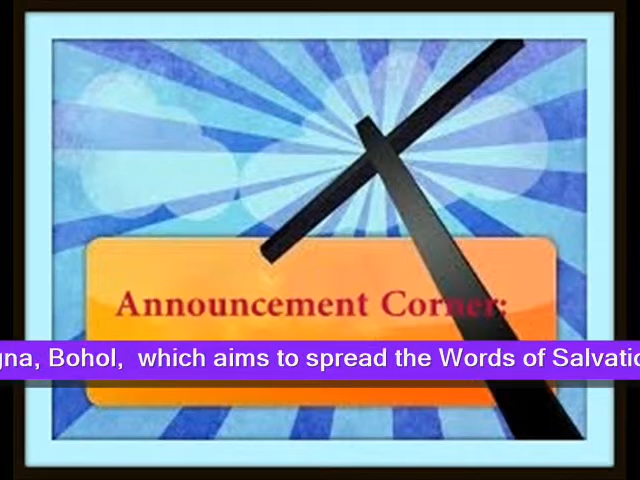 Announcement Corner:
gna, Bohol,  which aims to spread the Words of Salvatio